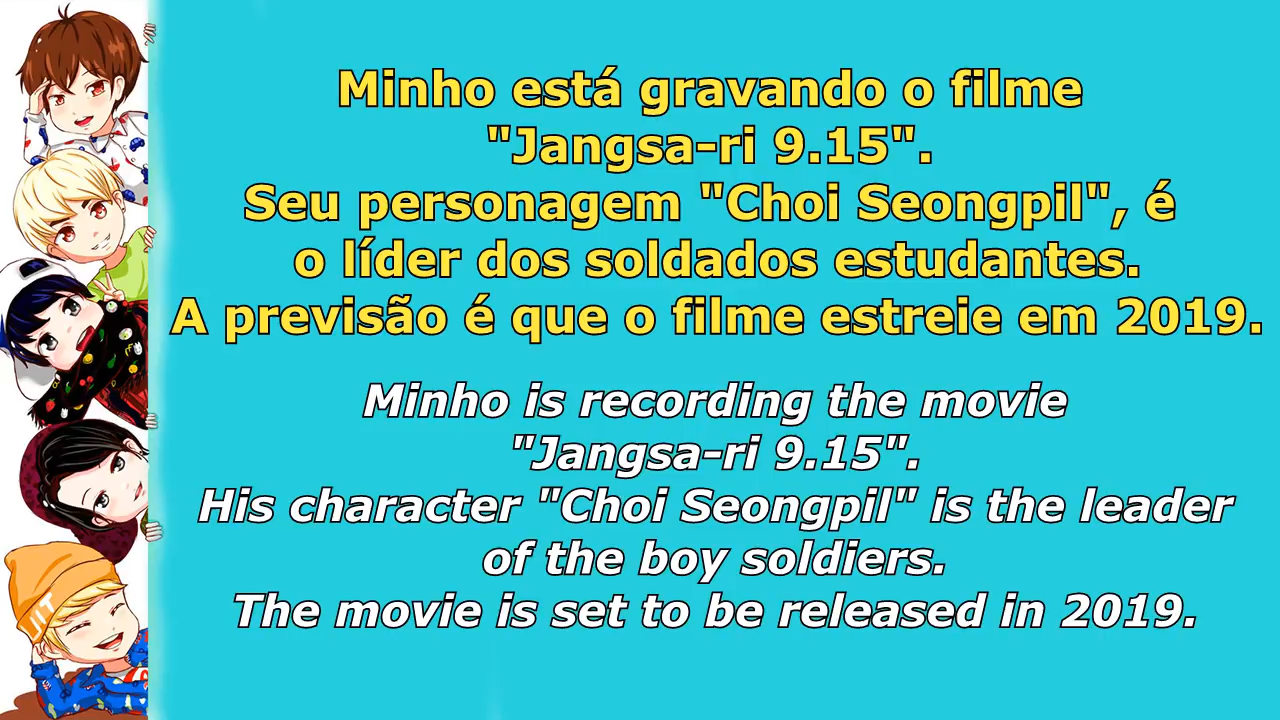 Minho está gravando o filme
"Jangsa-ri 9.15".
Seu personagem "Choi Seongpil", é
o líder dos soldados estudantes.
A previsão é que o filme estreie em 2019.
Minho is recording the movie
"Jangsa-ri 9.15".
His character "Choi Seongpil" is the leader
of the boy soldiers.
The movie is set to be released in 2019.